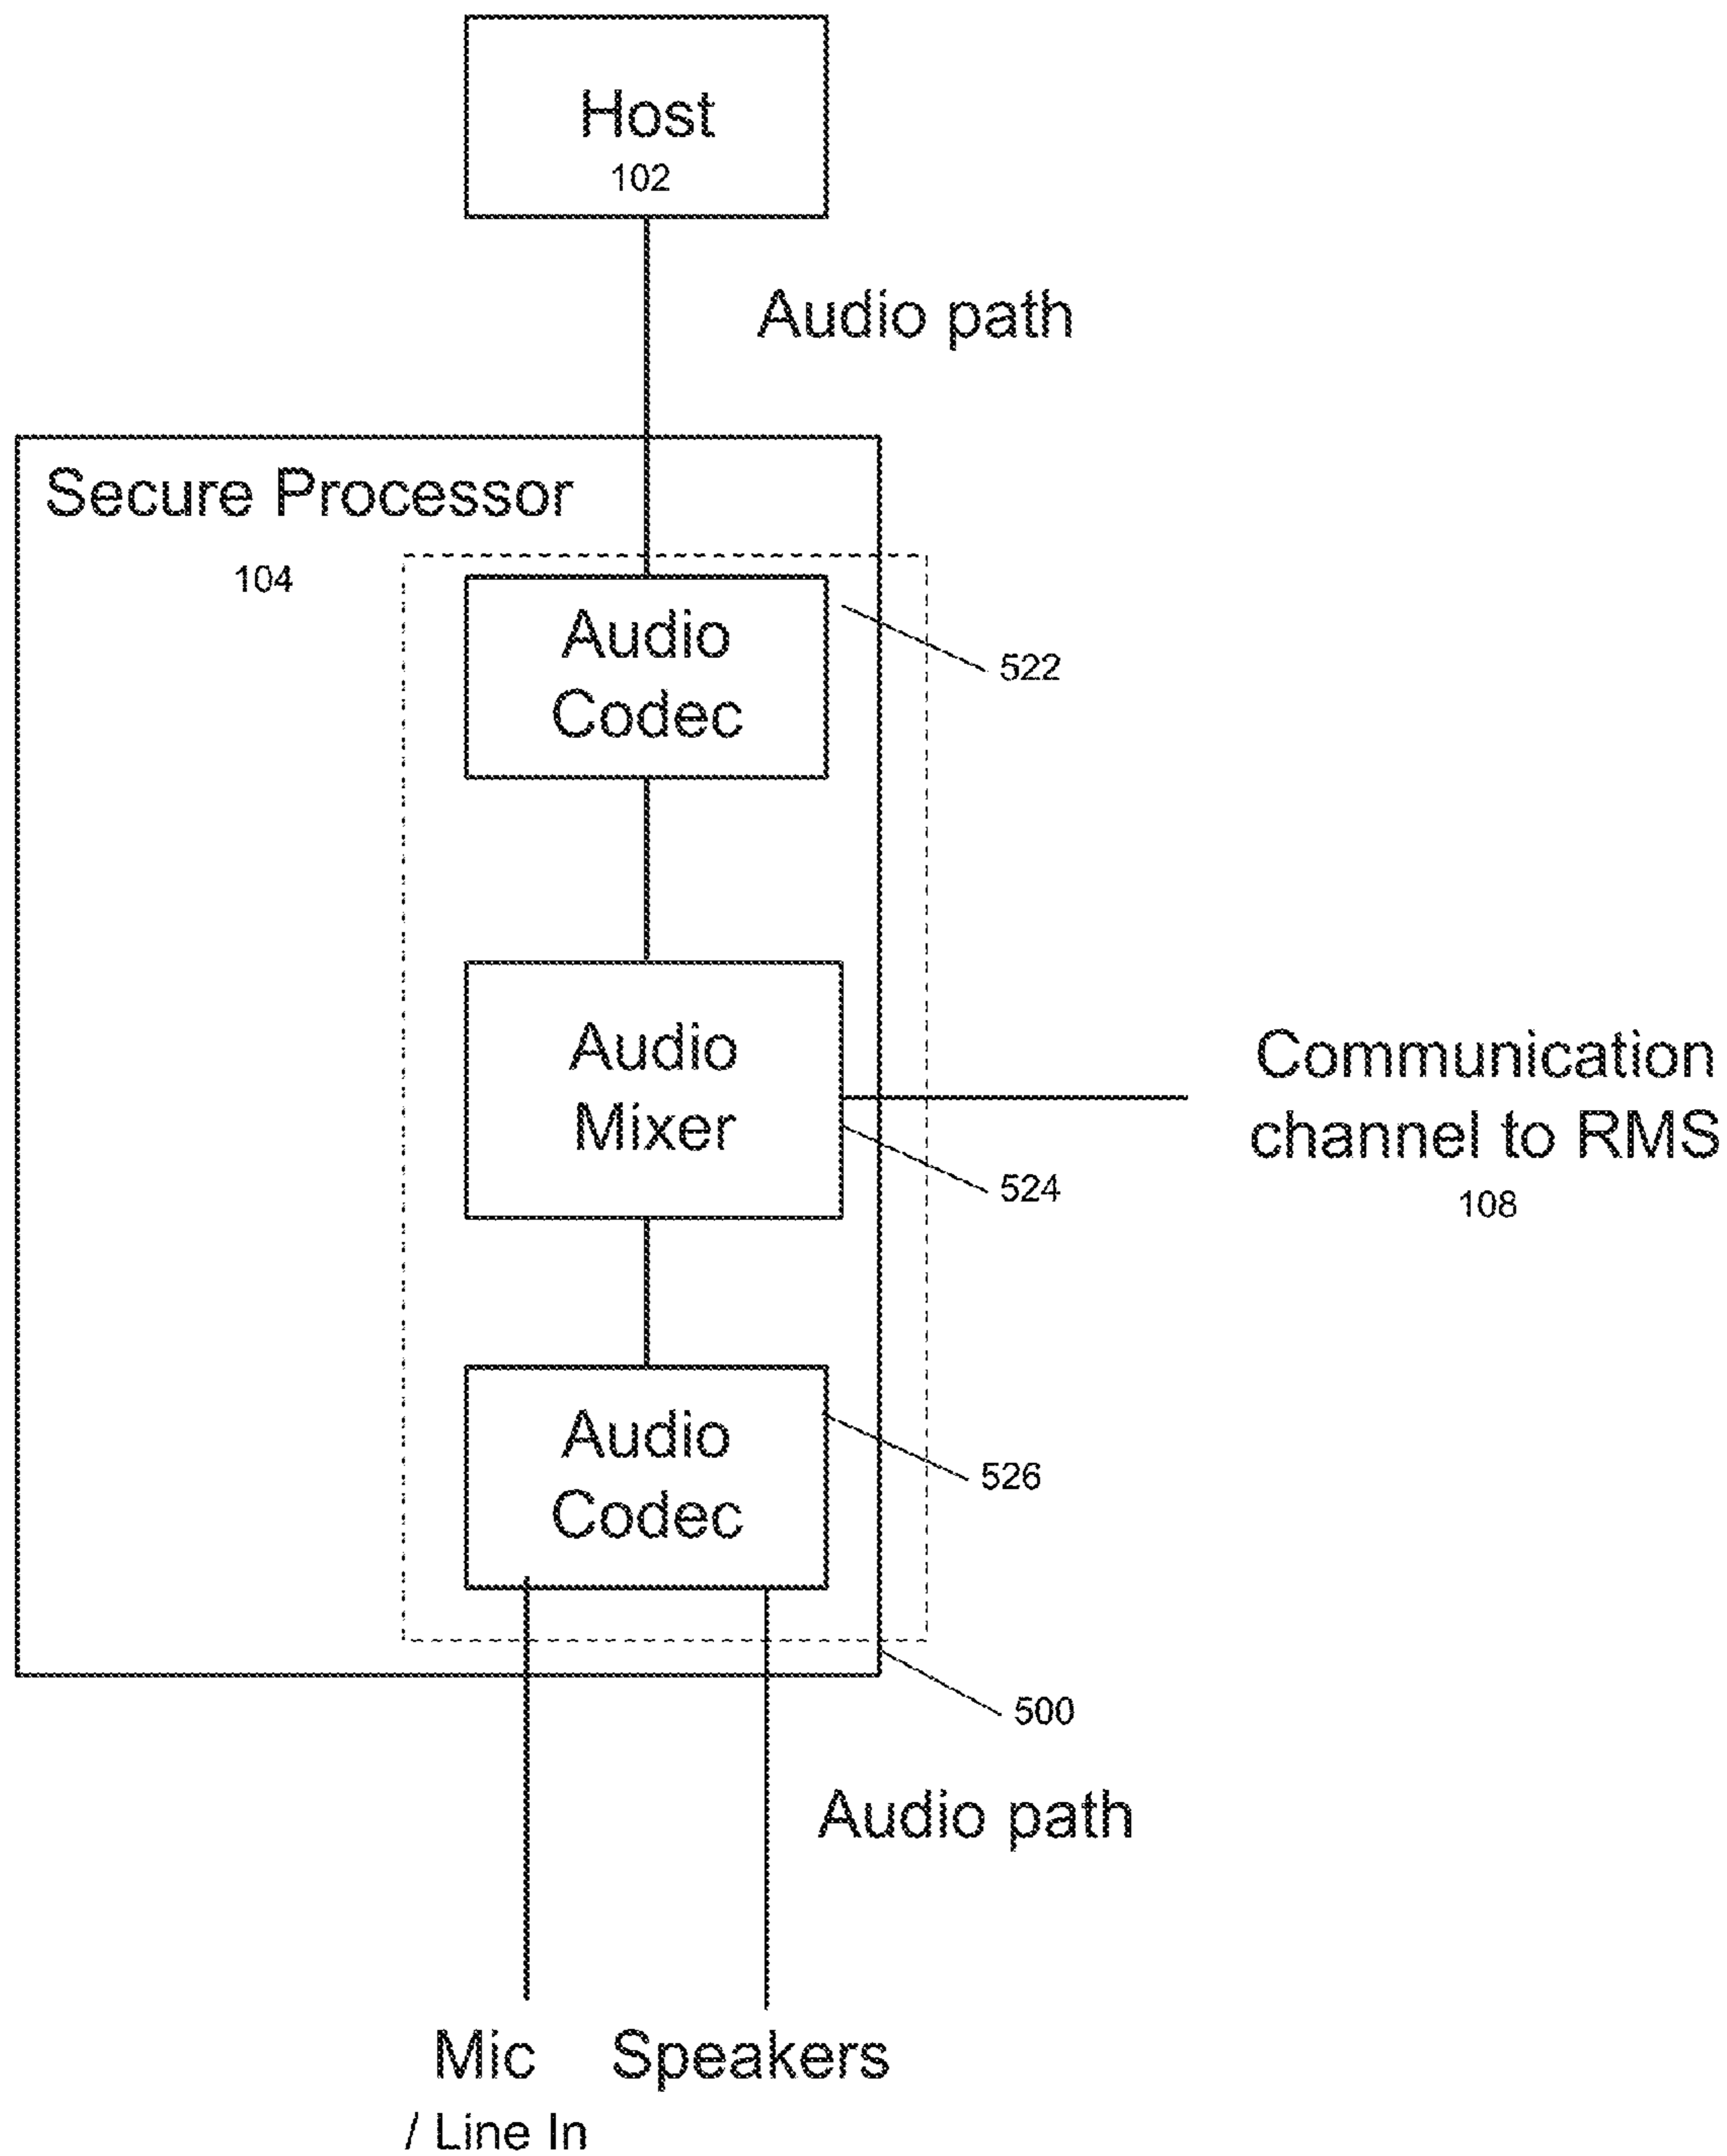 Host
102
Audio path
Secure Processor
104
Audio
Codec
522
Audio
Mixer
524
Communication
channel to RMS
108
Audio
Codec
526
500
Audio path
Mic
/ Line In
Speakers